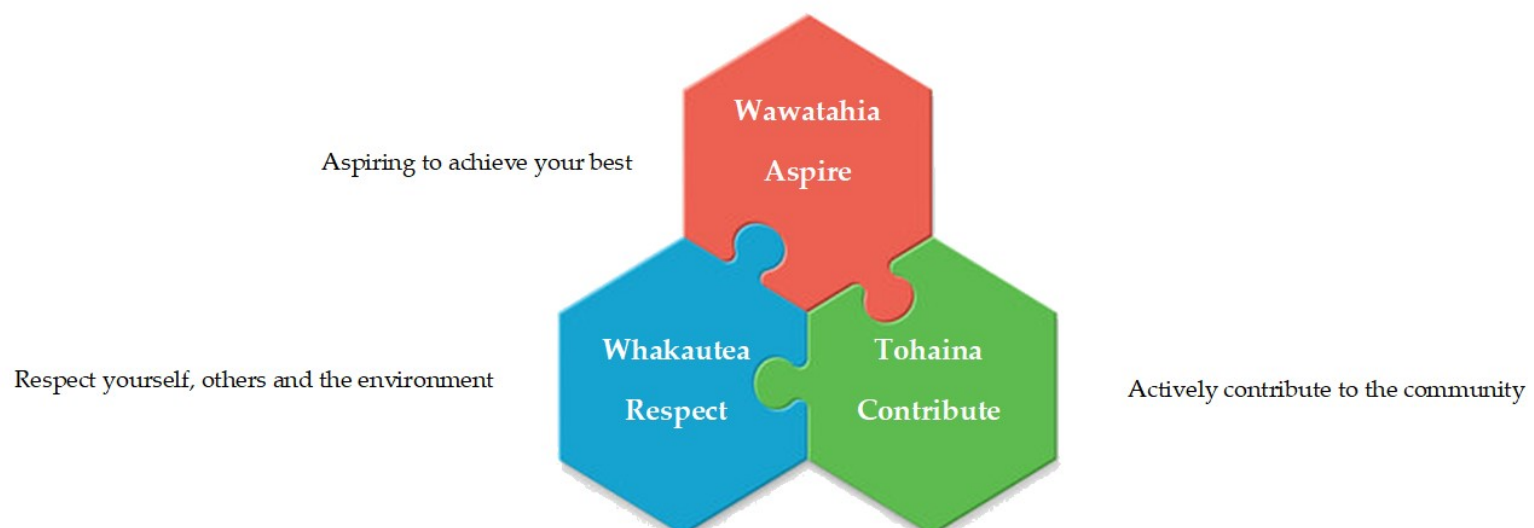 Wawatahia
Aspire
Aspiring to achieve your best
Whakautea
Respect
Respect yourself, others and the environment
Tohaina
Contribute
Actively contribute to the community